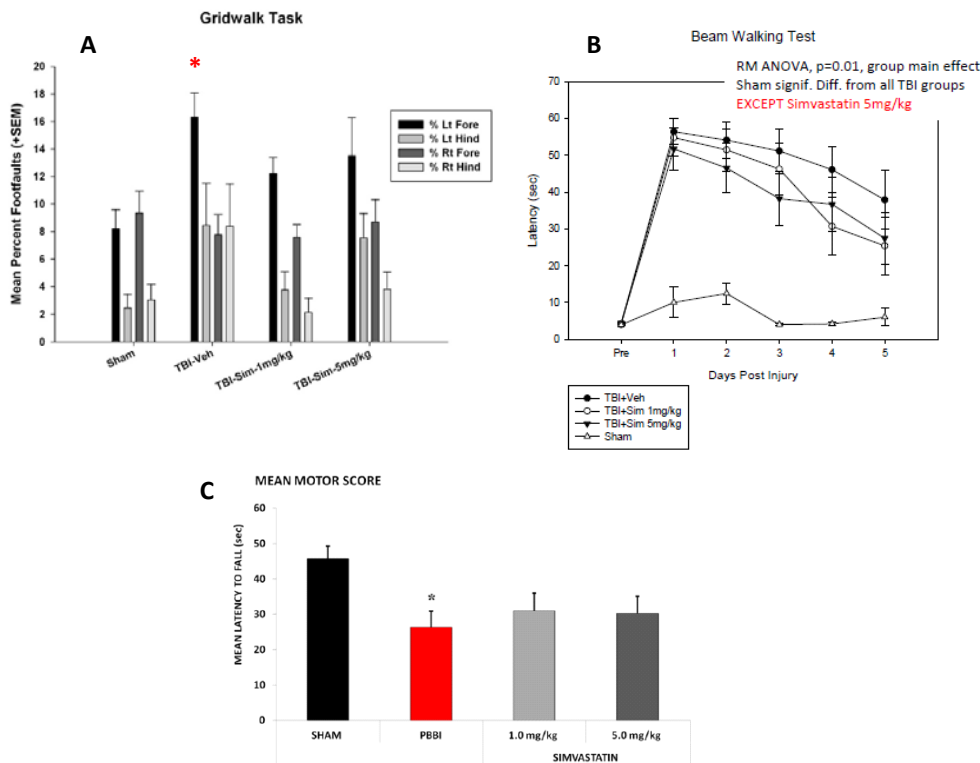 Gridwalk Task
A
*
20
18
16
14
12
10
8
6
4
2
0
Mean Percent Footfaults (+SEM)
% Lt Fore
% Lt Hind
% Rt Fore
% Rt Hind
Sham
TBI-Veh
TBI-Sim-1mg/kg
TBI-Sim-5mg/kg
B
Beam Walking Test
RM ANOVA, p=0.01, group main effect
Sham signif. Diff. from all TBI groups
EXCEPT Simvastatin 5mg/kg
70
60
50
40
30
20
10
0
Latency (sec)
Pre 1 2 3 4 5
Days Post Injury
TBI+Veh
TBI+Sim 1mg/kg
TBI+Sim 5mg/kg
Sham
C
MEAN MOTOR SCORE
60
50
40
30
20
10
0
MEAN LATENCY TO FALL (sec)
*
SHAM PBBI 1.0 mg/kg 5.0 mg/kg
SIMVASTATIN